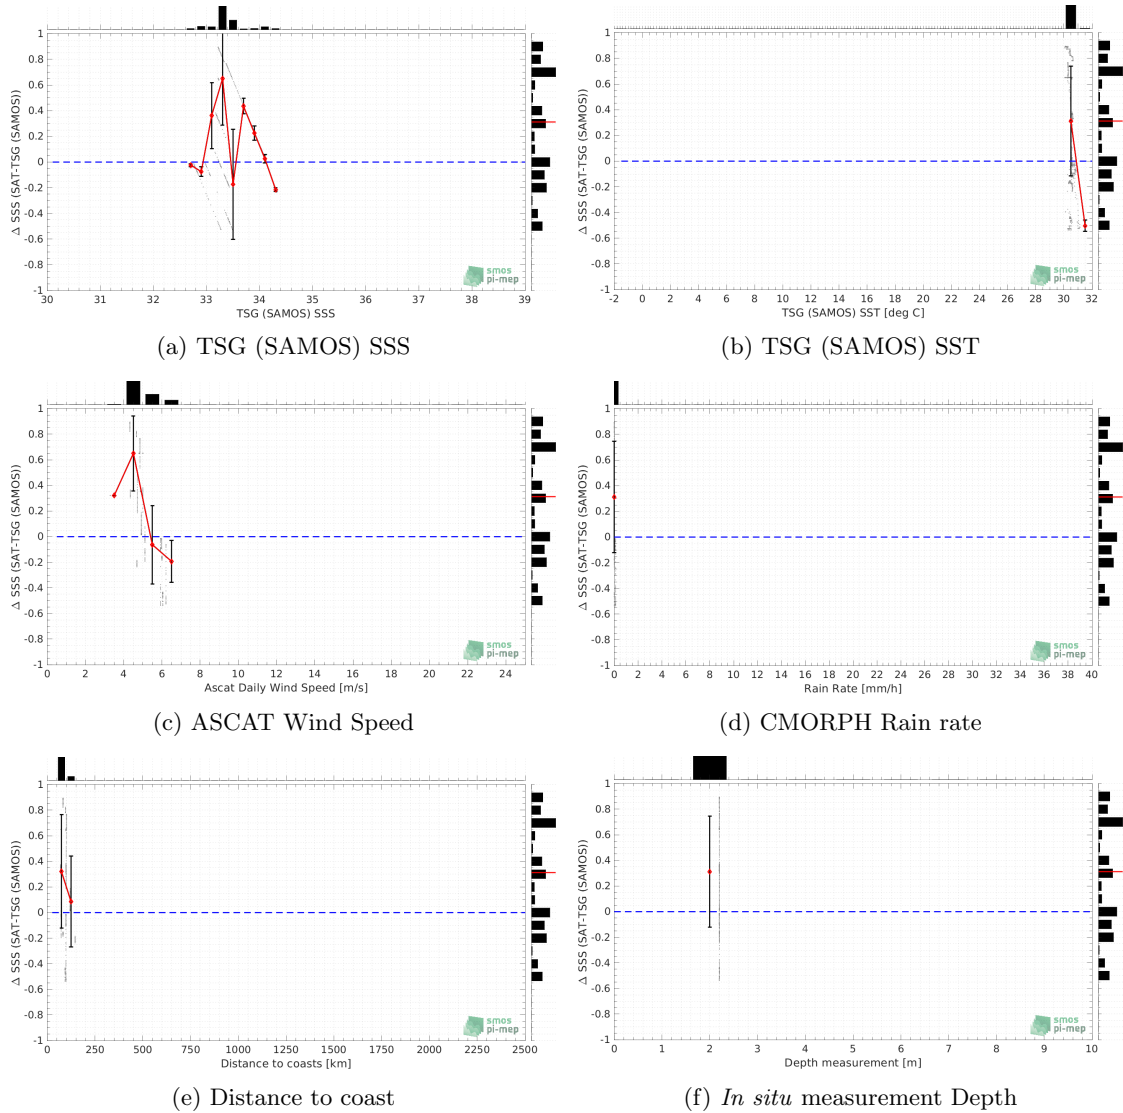 1
0.8
0.6
0.4
0.2
0
-0.2
-0.4
-0.6
-0.8
-1
Δ SSS (SAT-TSG (SAMOS))
30 31 32 33 34 35 36 37 38 39
TSG (SAMOS) SSS
smos
pi-mep
(a) TSG (SAMOS) SSS
1
0.8
0.6
0.4
0.2
0
-0.2
-0.4
-0.6
-0.8
-1
Δ SSS (SAT-TSG (SAMOS))
-2 0 2 4 6 8 10 12 14 16 18 20 22 24 26 28 30 32
TSG (SAMOS) SST [deg C]
smos
pi-mep
(b) TSG (SAMOS) SST
1
0.8
0.6
0.4
0.2
0
-0.2
-0.4
-0.6
-0.8
-1
Δ SSS (SAT-TSG (SAMOS))
0 2 4 6 8 10 12 14 16 18 20 22 24
Ascat Daily Wind Speed [m/s]
smos
pi-mep
(c) ASCAT Wind Speed
1
0.8
0.6
0.4
0.2
0
-0.2
-0.4
-0.6
-0.8
-1
Δ SSS (SAT-TSG (SAMOS))
0 2 4 6 8 10 12 14 16 18 20 22 24 26 28 30 32 34 36 38 40
Rain Rate [mm/h]
smos
pi-mep
(d) CMORPH Rain rate
1
0.8
0.6
0.4
0.2
0
-0.2
-0.4
-0.6
-0.8
-1
Δ SSS (SAT-TSG (SAMOS))
0 250 500 750 1000 1250 1500 1750 2000 2250 2500
Distance to coasts [km]
smos
pi-mep
(e) Distance to coast
1
0.8
0.6
0.4
0.2
0
-0.2
-0.4
-0.6
-0.8
-1
Δ SSS (SAT-TSG (SAMOS))
0 1 2 3 4 5 6 7 8 9 10
Depth measurement [m]
smos
pi-mep
(f) In situ measurement Depth